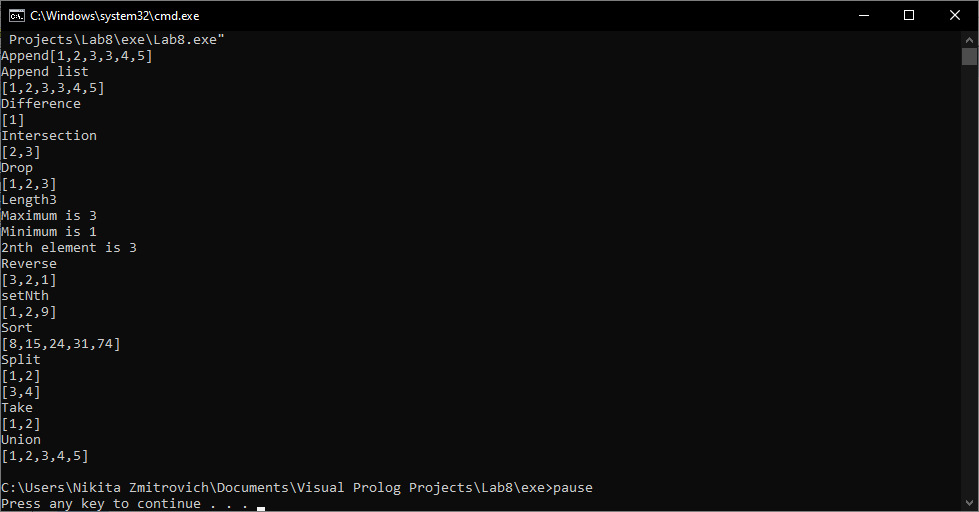 C:\Windows\system32\cmd.exe
Projects\Lab8\exe\Lab8.exe"
Append[1,2,3,3,4,5]
Append list
[1,2,3,3,4,5]
Difference
[1]
Intersection
[2,3]
Drop
[1,2,3]
Length3
Maximum is 3
Minimum is 1
2nth element is 3
Reverse
[3,2,1]
setNth
[1,2,9]
Sort
[8,15,24,31,74]
Split
[1,2]
[3,4]
Take
[1,2]
Union
[1,2,3,4,5]
C:\Users\Nikita Zmitrovich\Documents\Visual Prolog Projects\Lab8\exe>pause
Press any key to continue . . .